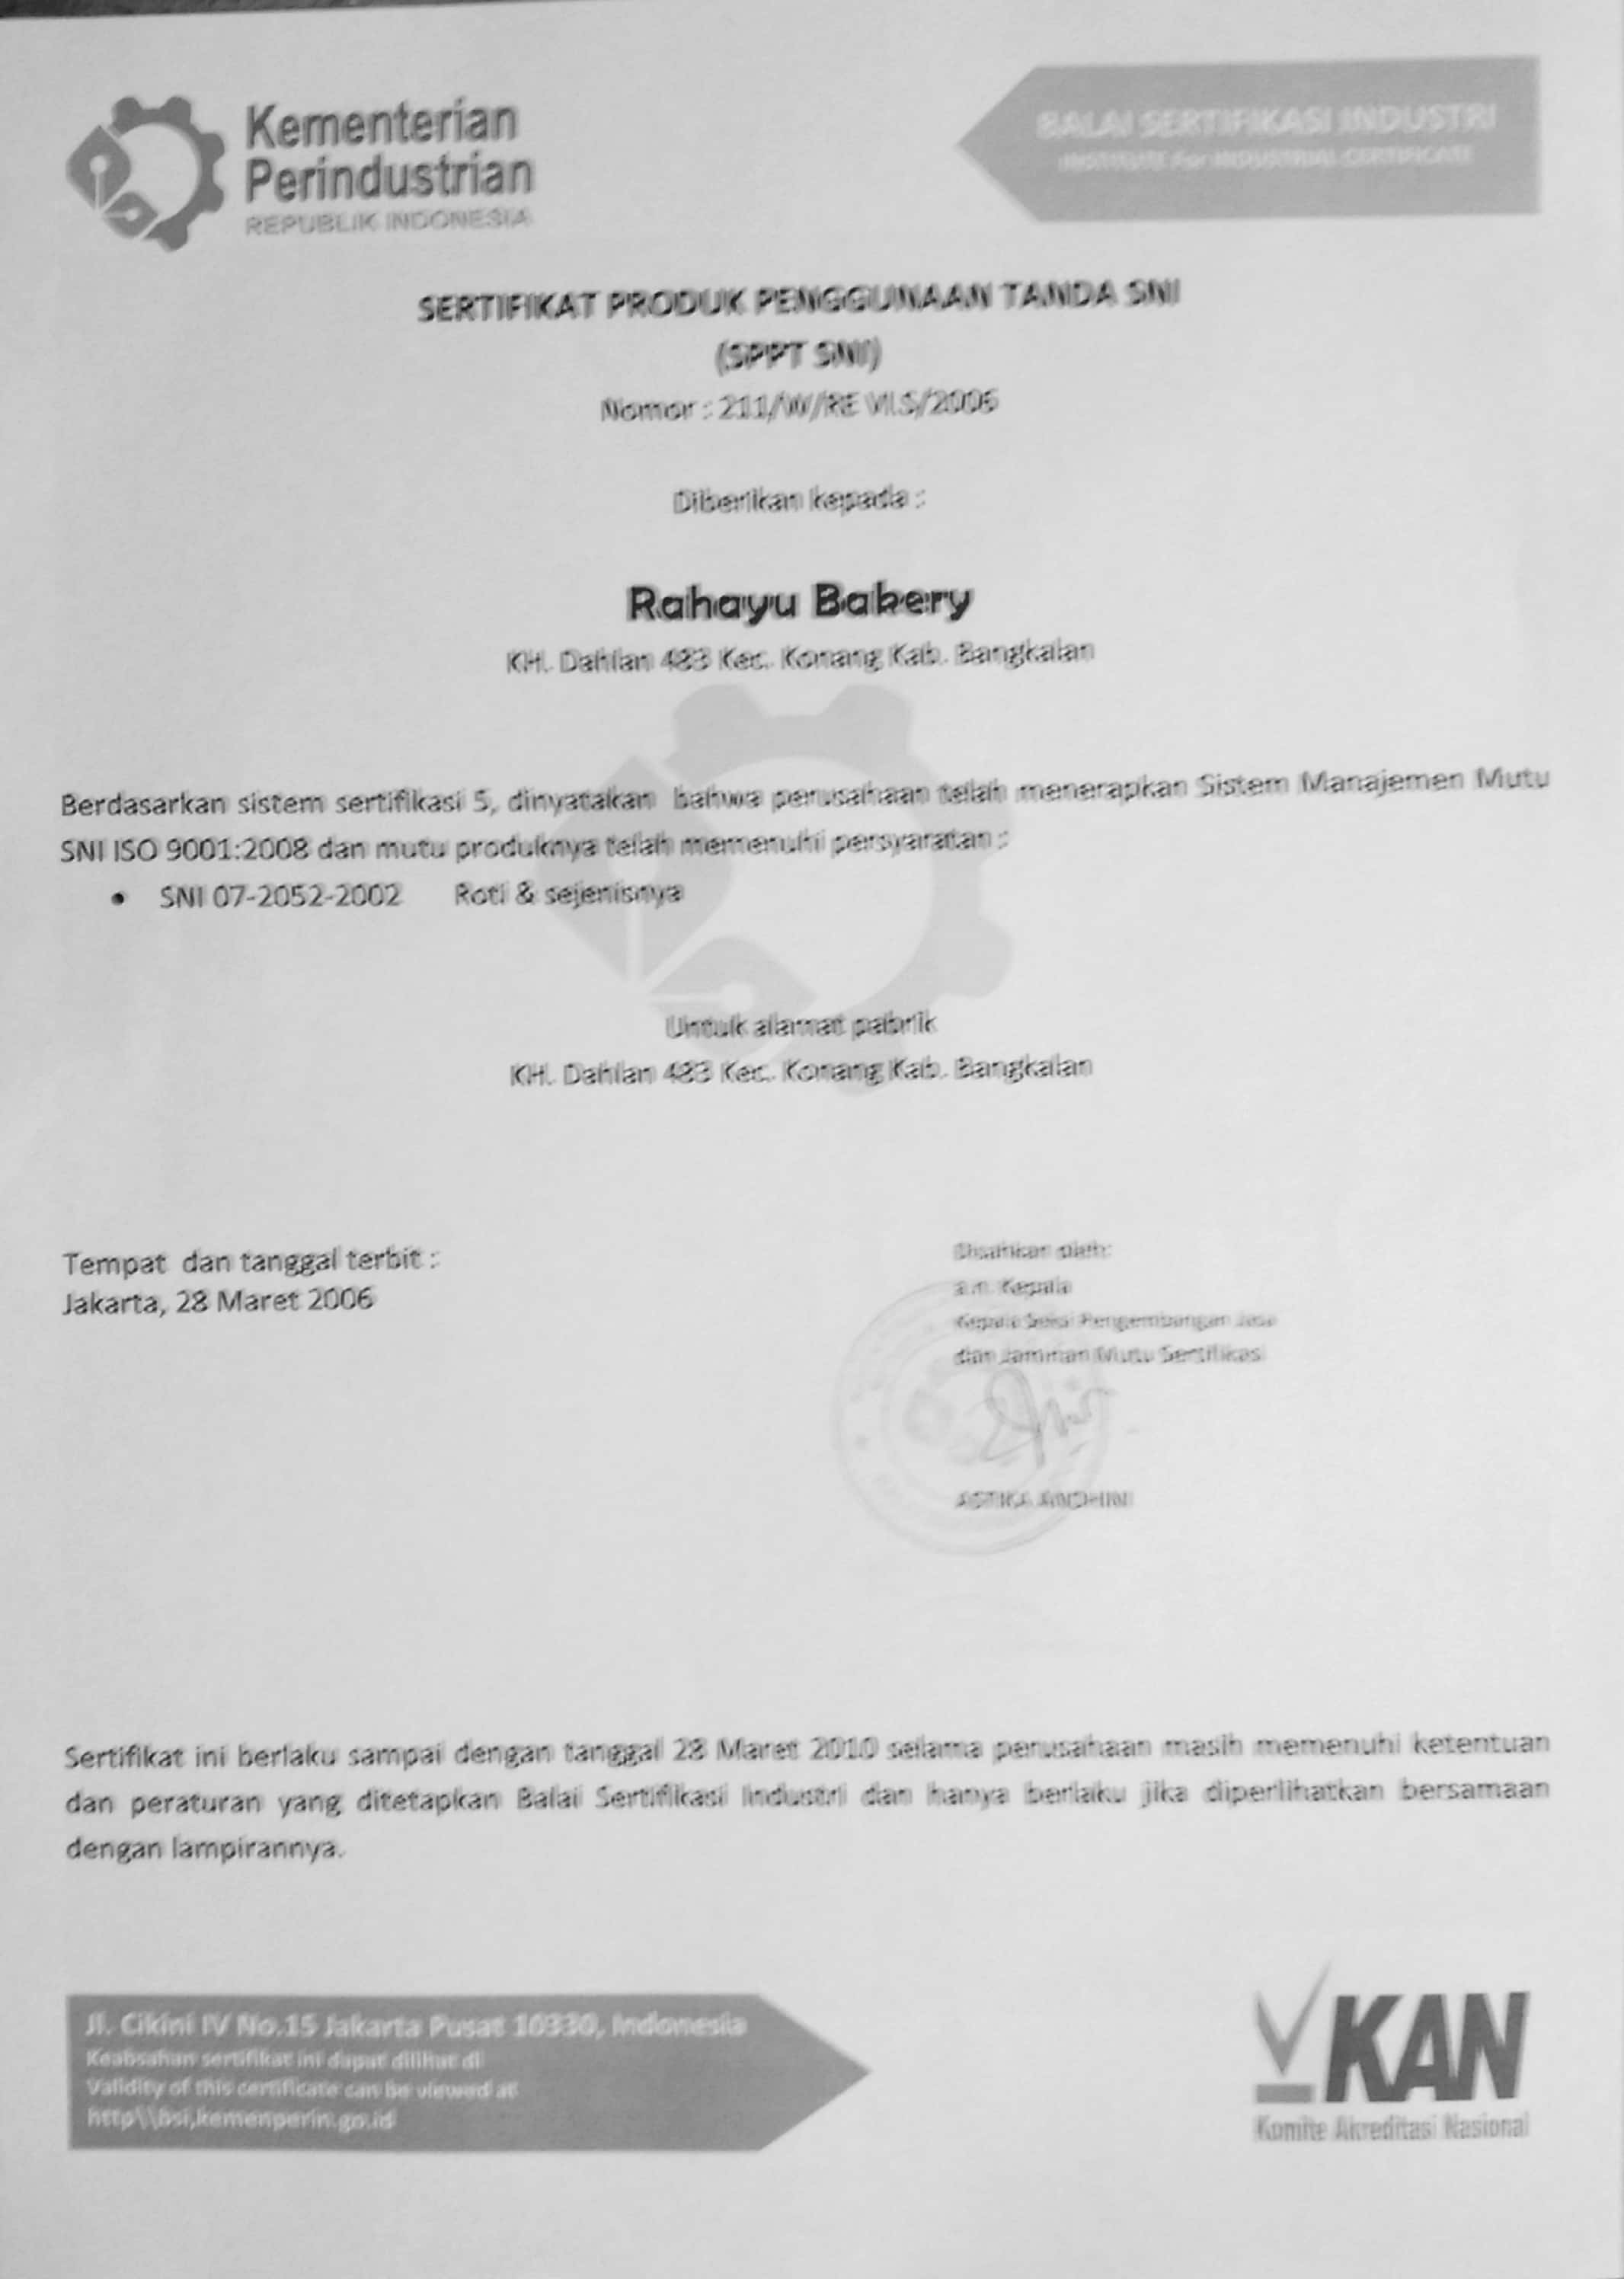 Kementerian
Perindustrian
REPUBLIK INDONESIA
BALAI SERTIFIKASI INDUSTRI
INSTITUTE For INDUSTRIAL CERTIFICATE
SERTIFIKAT PRODUK PENGGUNAAN TANDA SNI
(SPPT SNI)
Nomor : 211/W/RE VI.S/2006
Diberikan kepada :
Rahayu Bakery
KH. Dahlan 483 Kec. Konang Kab. Bangkalan
Berdasarkan sistem sertifikasi 5, dinyatakan bahwa perusahaan telah menerapkan Sistem Manajemen Mutu
SNI ISO 9001:2008 dan mutu produknya telah memenuhi persyaratan :
• SNI 07-2052-2002 Roti & sejenisnya
Untuk alamat pabrik
KH. Dahlan 483 Kec. Konang Kab. Bangkalan
Tempat dan tanggal terbit :
Jakarta, 28 Maret 2006
Disahkan oleh:
a.n. Kepala
Kepala Seksi Pengembangan Jasa
dan Jaminan Mutu Sertifikasi
ASTIKA ANDHINI
Sertifikat ini berlaku sampai dengan tanggal 28 Maret 2010 selama perusahaan masih memenuhi ketentuan
dan peraturan yang ditetapkan Balai Sertifikasi Industri dan hanya berlaku jika diperlihatkan bersamaan
dengan lampirannya.
Jl. Cikini IV No.15 Jakarta Pusat 10330, Indonesia
Keabsahan sertifikat ini dapat dilihat di
Validity of this certificate can be viewed at
http\\bsi,kemenperin.go.id
KAN
Komite Akreditasi Nasional